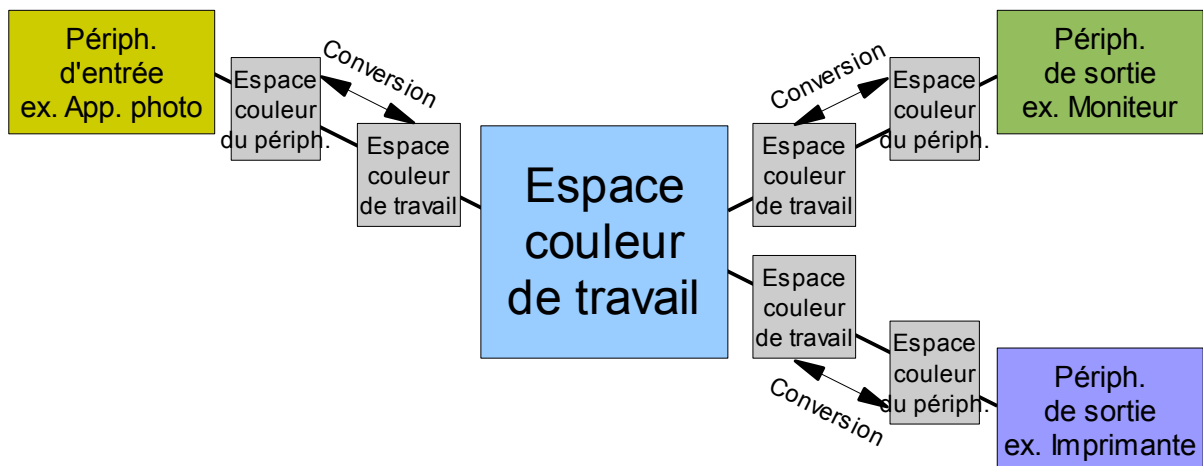 Périph.
d'entrée
ex. App. photo
Espace
couleur
du périph.
Conversion
Espace
couleur
de travail
Espace
couleur
de travail
Conversion
Espace
couleur
de travail
Espace
couleur
du périph.
Périph.
de sortie
ex. Moniteur
Espace
couleur
de travail
Conversion
Espace
couleur
du périph.
Périph.
de sortie
ex. Imprimante